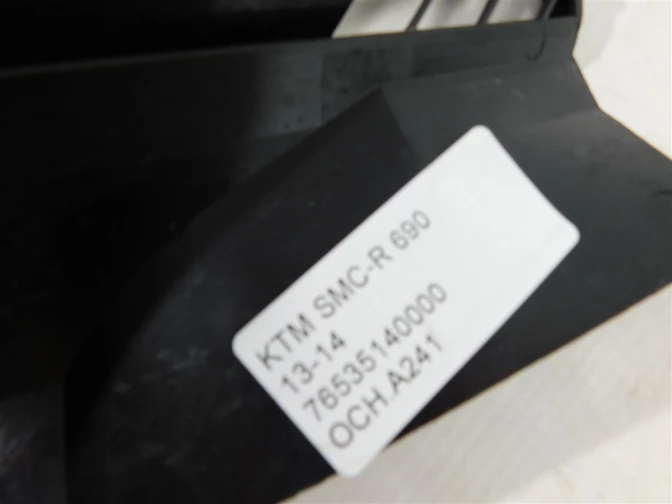 KTM SMC-R 690
13-14
76535140000
OCH A241